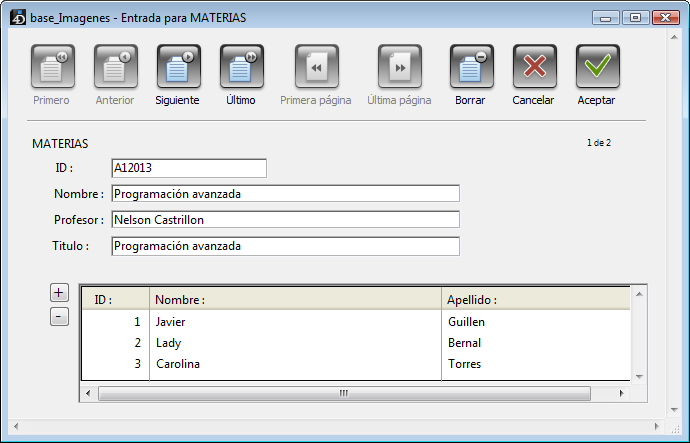 4D base_Imagenes - Entrada para MATERIAS
Primero Anterior Siguiente Último Primera página Última página Borrar Cancelar Aceptar
MATERIAS 1 de 2
ID : A12013
Nombre : Programación avanzada
Profesor : Nelson Castrillon
Titulo : Programación avanzada
+
-
ID : Nombre : Apellido :
1 Javier Guillen
2 Lady Bernal
3 Carolina Torres